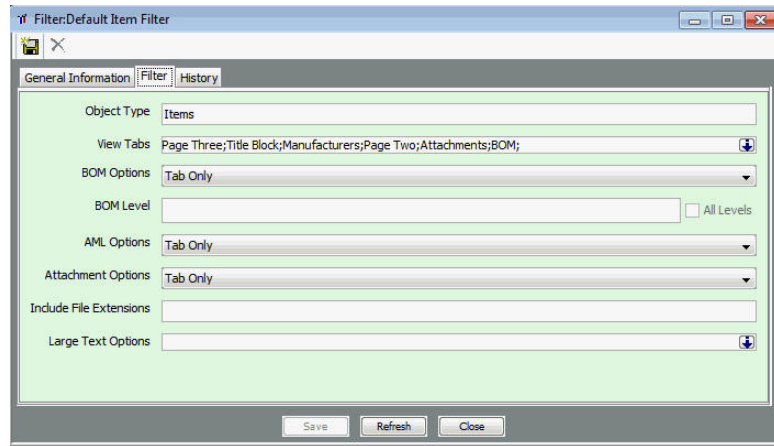 Filter:Default Item Filter
General Information Filter History
Object Type Items
View Tabs Page Three;Title Block;Manufacturers;Page Two;Attachments;BOM;
BOM Options Tab Only
BOM Level All Levels
AML Options Tab Only
Attachment Options Tab Only
Include File Extensions
Large Text Options
Save Refresh Close